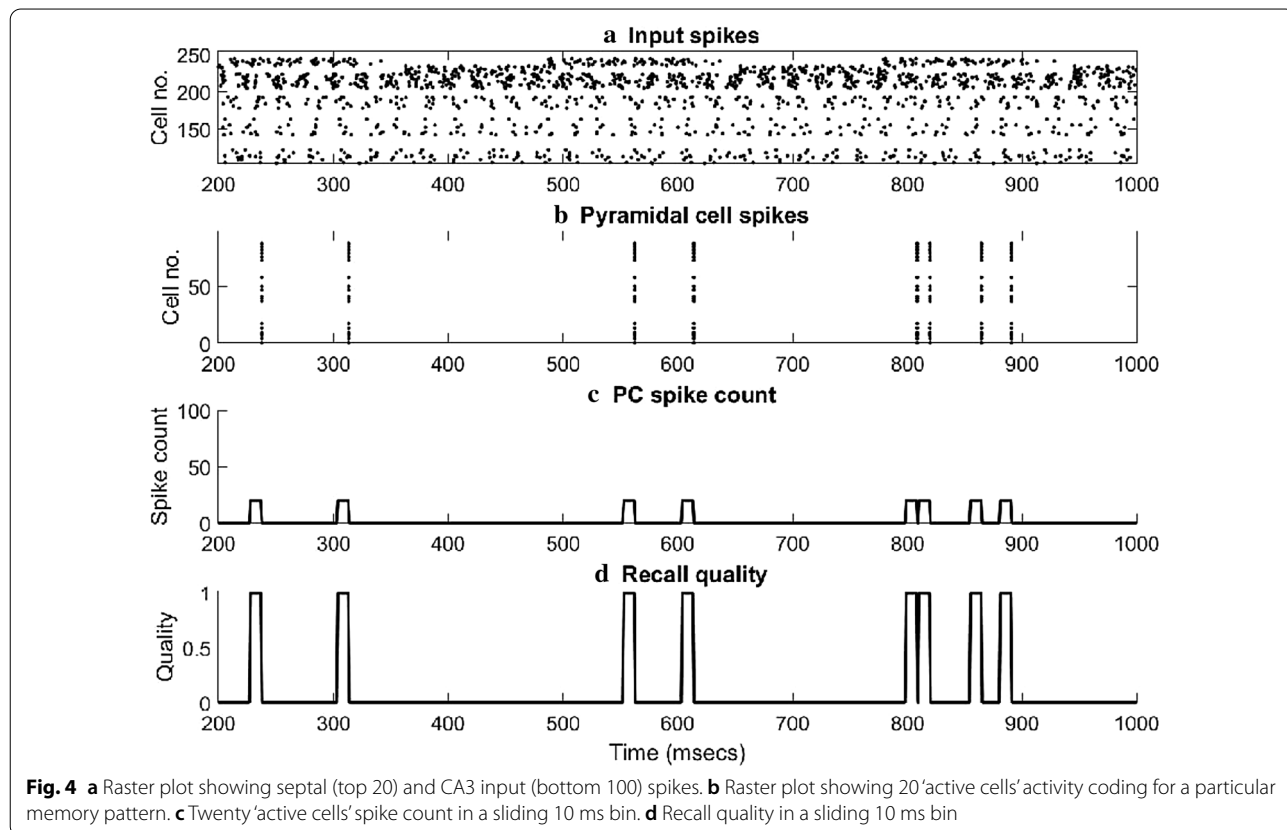 a Input spikes
Cell no.
250
200
150
200 300 400 500 600 700 800 900 1000
b Pyramidal cell spikes
Cell no.
50
0
200 300 400 500 600 700 800 900 1000
c PC spike count
Spike count
100
50
0
200 300 400 500 600 700 800 900 1000
d Recall quality
Quality
1
0.5
0
200 300 400 500 600 700 800 900 1000
Time (msecs)
Fig. 4 a Raster plot showing septal (top 20) and CA3 input (bottom 100) spikes. b Raster plot showing 20 ‘active cells’ activity coding for a particular
memory pattern. c Twenty ‘active cells’ spike count in a sliding 10 ms bin. d Recall quality in a sliding 10 ms bin